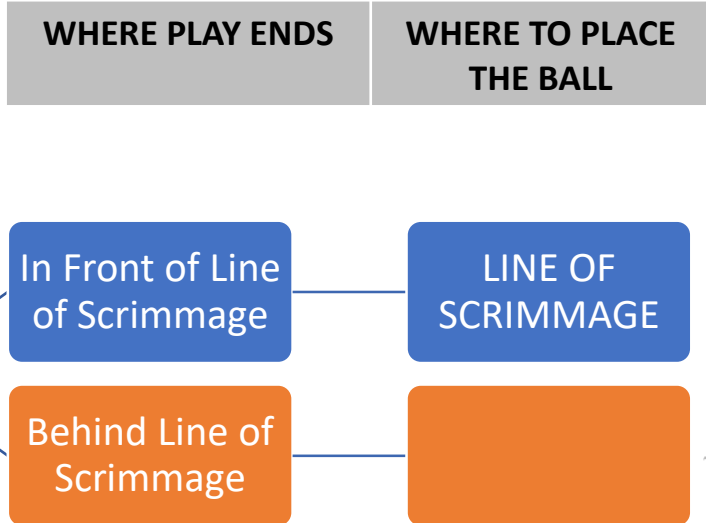 WHERE PLAY ENDS
WHERE TO PLACE
THE BALL
In Front of Line
of Scrimmage
LINE OF
SCRIMMAGE
Behind Line of
Scrimmage